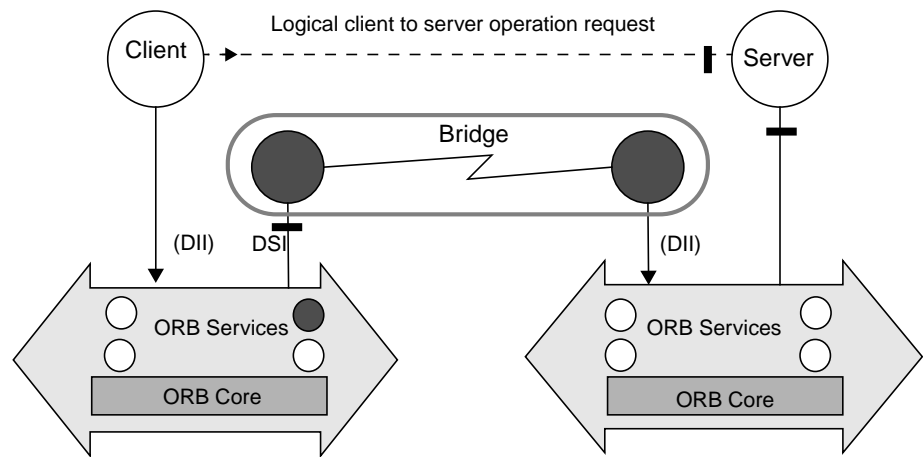 Logical client to server operation request
Client
Server
Bridge
(DII)
DSI
(DII)
ORB Services
ORB Services
ORB Core
ORB Core